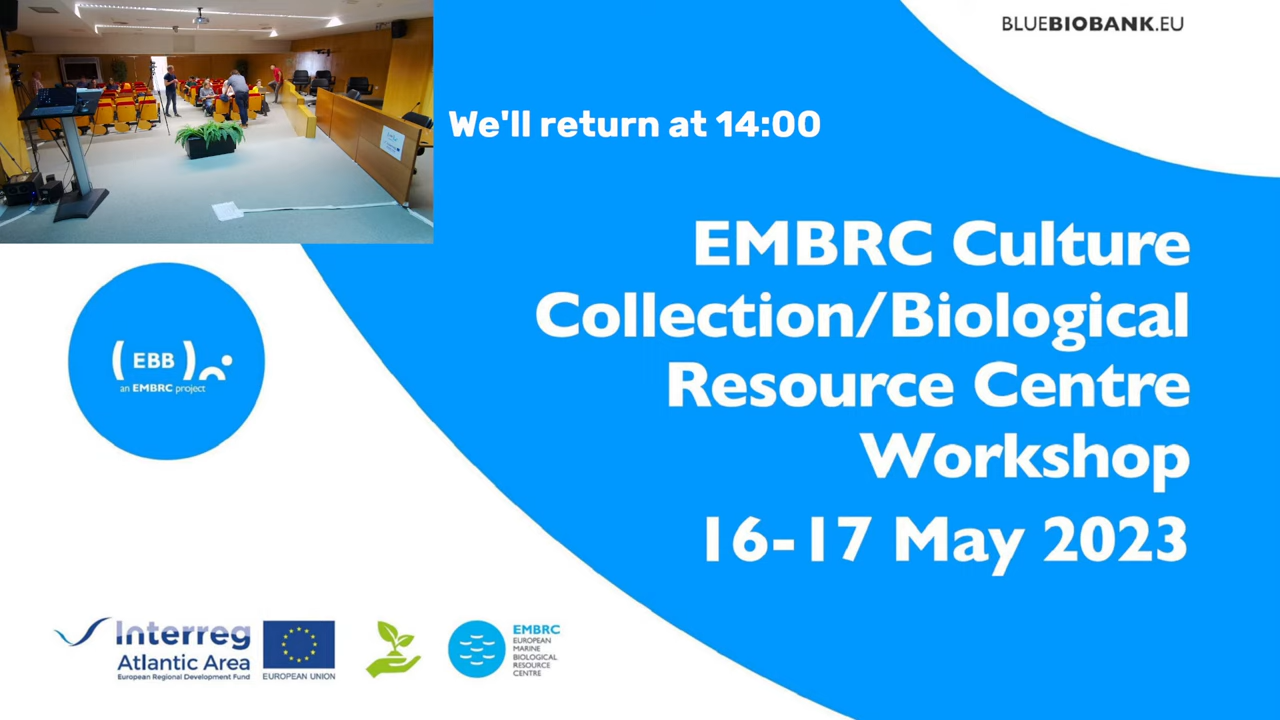 BLUEBIOBANK.EU
We'll return at 14:00
EMBRC Culture
Collection/Biological
Resource Centre
Workshop
16-17 May 2023
( EBB )
an EMBRC project
Interreg
Atlantic Area
European Regional Development Fund
EUROPEAN UNION
EMBRC
EUROPEAN
MARINE
BIOLOGICAL
RESOURCE
CENTRE